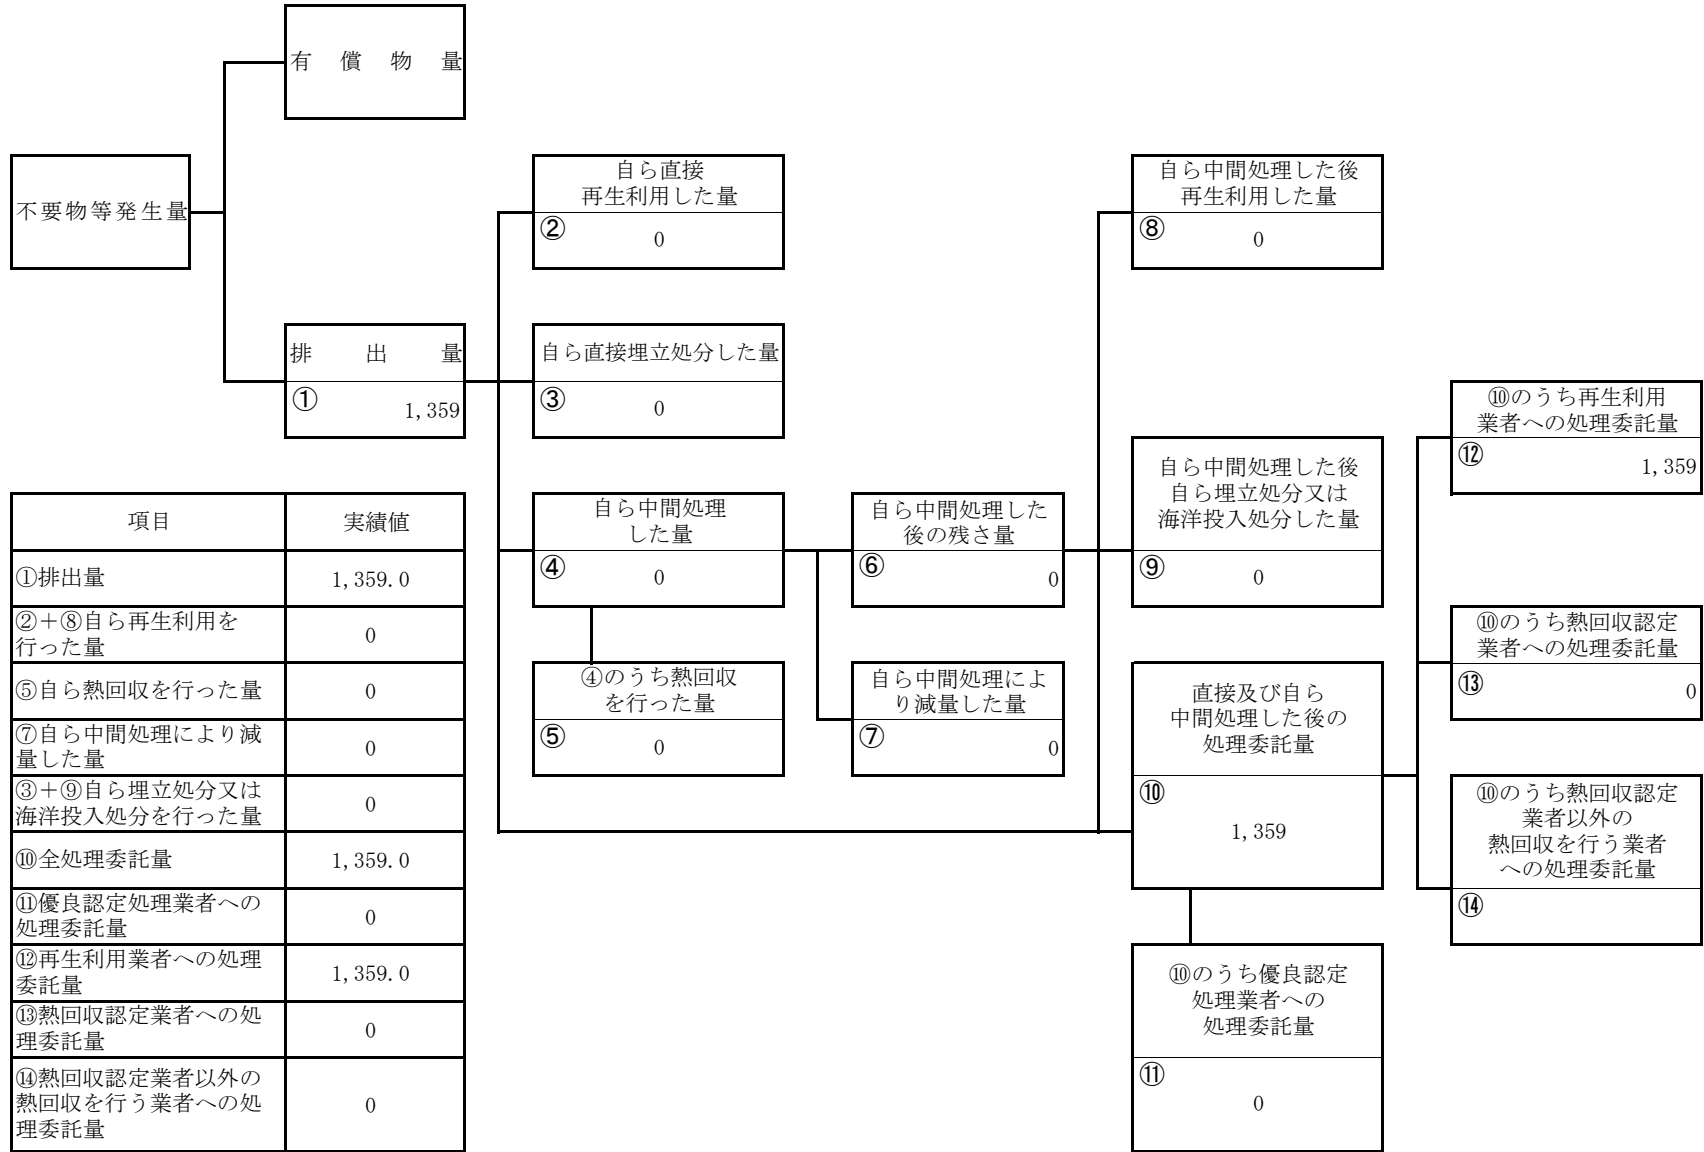 有償物量
不要物等発生量
排出量
①
1,359
自ら直接
再生利用した量
②
0
自ら直接埋立処分した量
③
0
自ら中間処理
した量
④
0
④のうち熱回収
を行った量
⑤
0
自ら中間処理した
後の残さ量
⑥
0
自ら中間処理によ
り減量した量
⑦
0
自ら中間処理した後
再生利用した量
⑧
0
自ら中間処理した後
自ら埋立処分又は
海洋投入処分した量
⑨
0
直接及び自ら
中間処理した後の
処理委託量
⑩
1,359
⑩のうち優良認定
処理業者への
処理委託量
⑪
0
⑩のうち再生利用
業者への処理委託量
⑫
1,359
⑩のうち熱回収認定
業者への処理委託量
⑬
0
⑩のうち熱回収認定
業者以外の
熱回収を行う業者
への処理委託量
⑭
項目 実績値
①排出量 1,359.0
②＋⑧自ら再生利用を
行った量 0
⑤自ら熱回収を行った量 0
⑦自ら中間処理により減
量した量 0
③＋⑨自ら埋立処分又は
海洋投入処分を行った量 0
⑩全処理委託量 1,359.0
⑪優良認定処理業者への
処理委託量 0
⑫再生利用業者への処理
委託量 1,359.0
⑬熱回収認定業者への処
理委託量 0
⑭熱回収認定業者以外の
熱回収を行う業者への処
理委託量 0